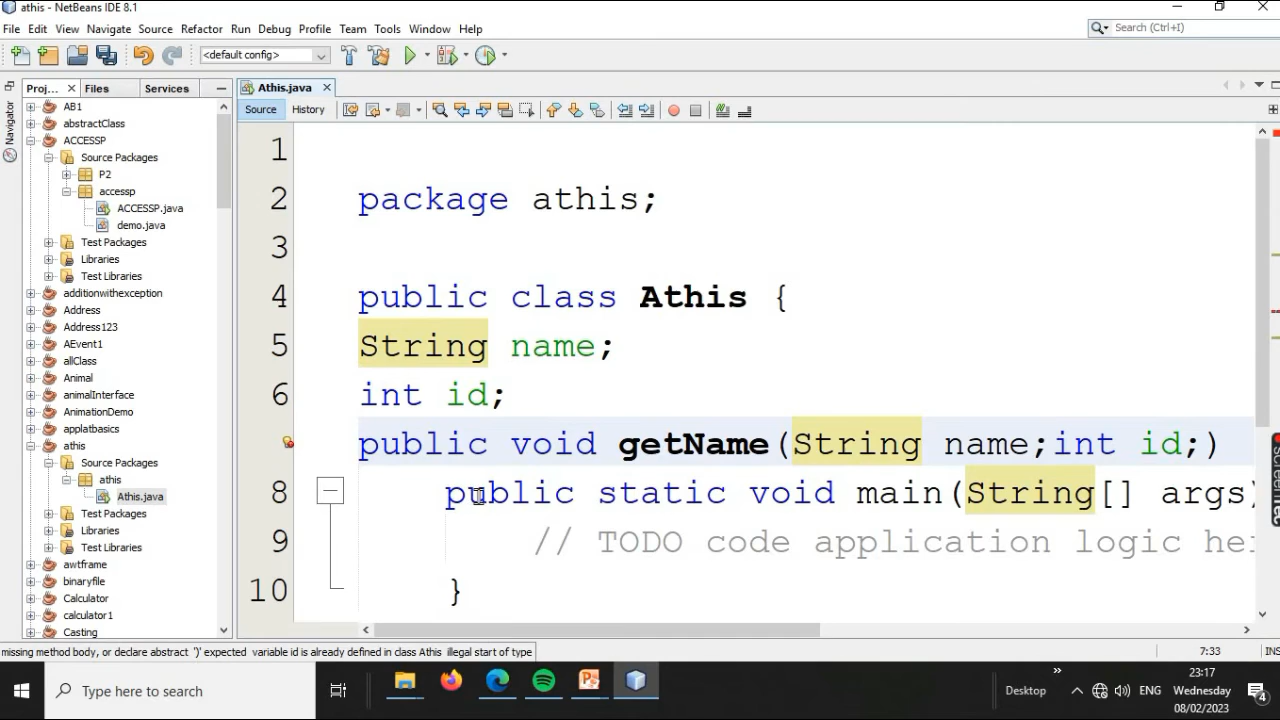 athis - NetBeans IDE 8.1
File Edit View Navigate Source Refactor Run Debug Profile Team Tools Window Help
Search (Ctrl+I)
<default config>
Proj... Files Services
Athis.java
Source History
Navigator
AB1
abstractClass
ACCESSP
Source Packages
P2
accessp
ACCESSP.java
demo.java
Test Packages
Libraries
Test Libraries
additionwithexception
Address
Address123
AEvent1
allClass
Animal
animalInterface
AnimationDemo
applatbasics
athis
Source Packages
athis
Athis.java
Test Packages
Libraries
Test Libraries
awtframe
binaryfile
Calculator
calculator1
Casting
1
2 package athis;
3
4 public class Athis {
5 String name;
6 int id;
public void getName(String name;int id;)
8 public static void main(String[] args)
9 // TODO code application logic her
10 }
missing method body, or declare abstract ')' expected variable id is already defined in class Athis illegal start of type
7:33
INS
Type here to search
Desktop
ENG
23:17
Wednesday
08/02/2023
4